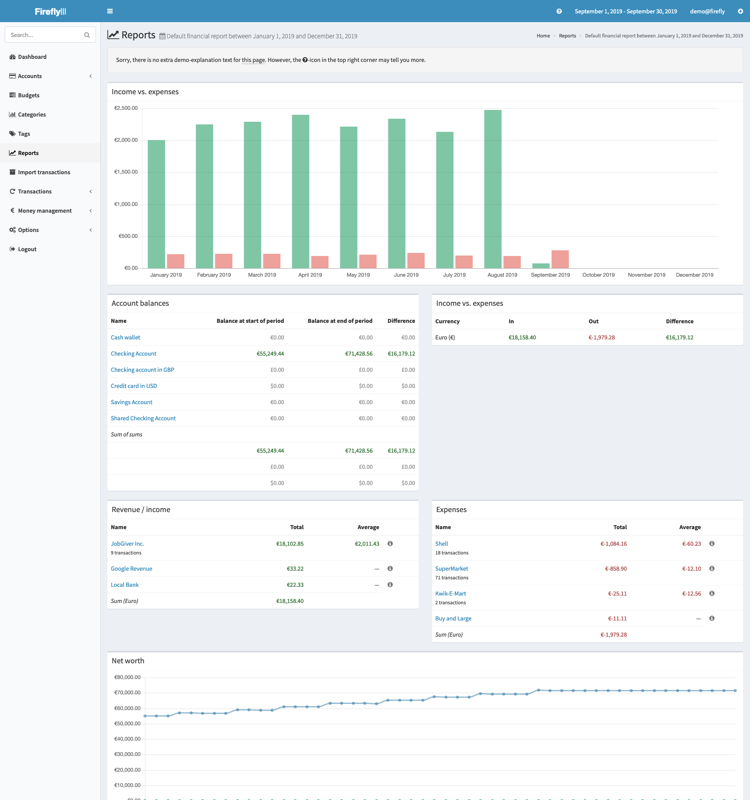 FireflyIII
September 1, 2019 - September 30, 2019
demo@firefly
Search...
Dashboard
Accounts
Budgets
Categories
Tags
Reports
Import transactions
Transactions
€ Money management
Options
Logout
Reports Default financial report between January 1, 2019 and December 31, 2019
Home Reports Default financial report between January 1, 2019 and December 31, 2019
Sorry, there is no extra demo-explanation text for this page. However, the ?-icon in the top right corner may tell you more.
Income vs. expenses
€2,500.00
€2,000.00
€1,500.00
€1,000.00
€500.00
€0.00
January 2019 February 2019 March 2019 April 2019 May 2019 June 2019 July 2019 August 2019 September 2019 October 2019 November 2019 December 2019
Account balances
Name Balance at start of period Balance at end of period Difference
Cash wallet €0.00 €0.00 €0.00
Checking Account €55,249.44 €71,428.56 €16,179.12
Checking account in GBP £0.00 £0.00 £0.00
Credit card in USD $0.00 $0.00 $0.00
Savings Account €0.00 €0.00 €0.00
Shared Checking Account €0.00 €0.00 €0.00
Sum of sums
€55,249.44 €71,428.56 €16,179.12
£0.00 £0.00 £0.00
$0.00 $0.00 $0.00
Income vs. expenses
Currency In Out Difference
Euro (€) €18,158.40 €-1,979.28 €16,179.12
Revenue / income
Name Total Average
JobGiver Inc. €18,102.85 €2,011.43
9 transactions
Google Revenue €33.22 —
Local Bank €22.33 —
Sum (Euro) €18,158.40
Expenses
Name Total Average
Shell €-1,084.16 €-60.23
18 transactions
SuperMarket €-858.90 €-12.10
71 transactions
Kwik-E-Mart €-25.11 €-12.56
2 transactions
Buy and Large €-11.11 —
Sum (Euro) €-1,979.28
Net worth
€80,000.00
€70,000.00
€60,000.00
€50,000.00
€40,000.00
€30,000.00
€20,000.00
€10,000.00